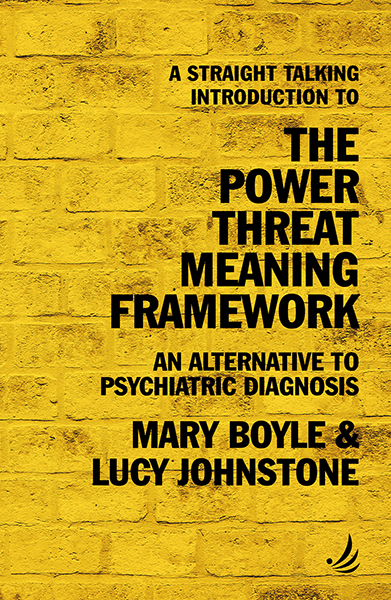 A STRAIGHT TALKING
INTRODUCTION TO
THE
POWER
THREAT
MEANING
FRAMEWORK
AN ALTERNATIVE TO
PSYCHIATRIC DIAGNOSIS
MARY BOYLE &
LUCY JOHNSTONE